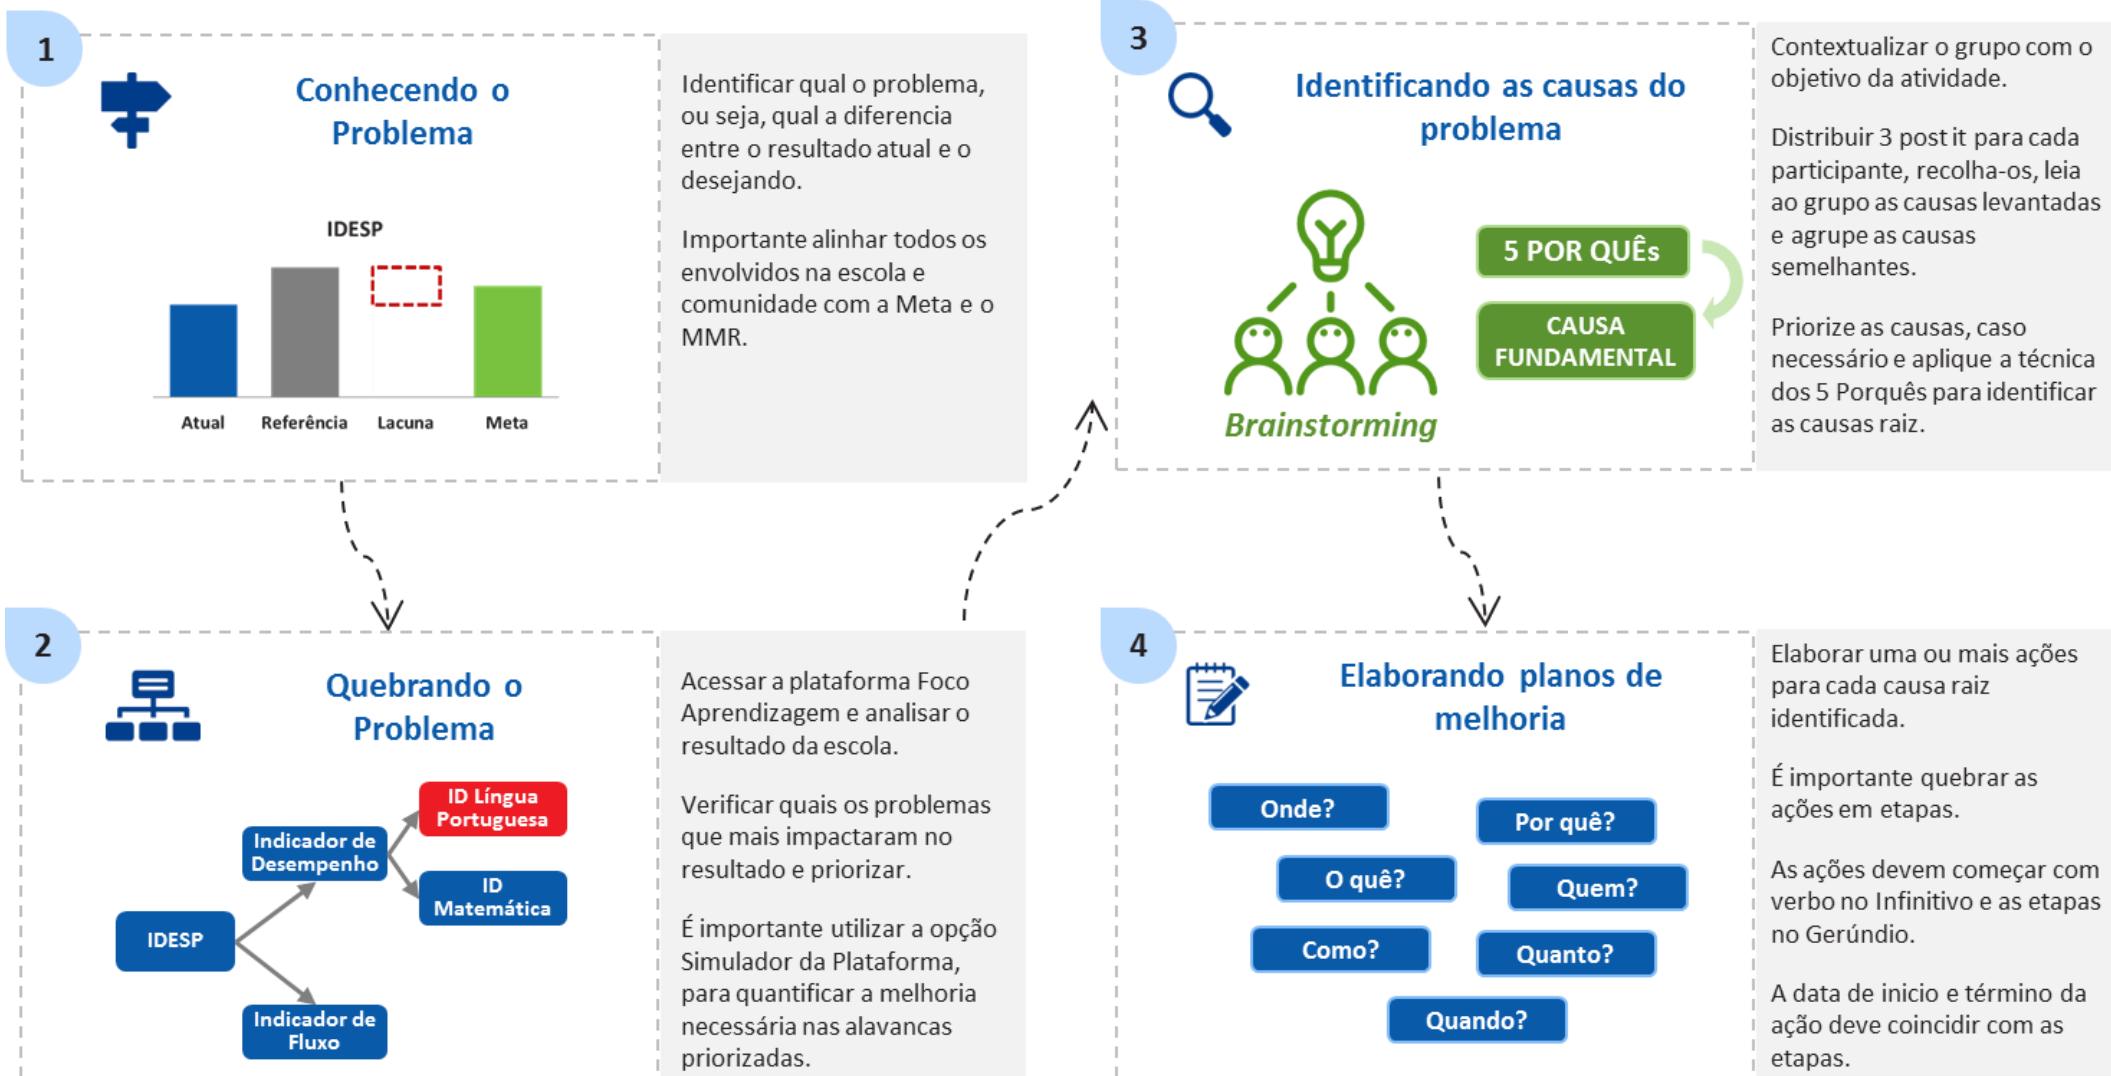 1
Conhecendo o
Problema
IDESP
Atual
Referência
Lacuna
Meta
Identificar qual o problema,
ou seja, qual a diferencia
entre o resultado atual e o
desejando.
Importante alinhar todos os
envolvidos na escola e
comunidade com a Meta e o
MMR.
2
Quebrando o
Problema
IDESP
Indicador de
Desempenho
ID Língua
Portuguesa
ID
Matemática
Indicador de
Fluxo
Acessar a plataforma Foco
Aprendizagem e analisar o
resultado da escola.
Verificar quais os problemas
que mais impactaram no
resultado e priorizar.
É importante utilizar a opção
Simulador da Plataforma,
para quantificar a melhoria
necessária nas alavancas
priorizadas.
3
Identificando as causas do
problema
Brainstorming
5 POR QUÊs
CAUSA
FUNDAMENTAL
Contextualizar o grupo com o
objetivo da atividade.
Distribuir 3 post it para cada
participante, recolha-os, leia
ao grupo as causas levantadas
e agrupe as causas
semelhantes.
Priorize as causas, caso
necessário e aplique a técnica
dos 5 Porquês para identificar
as causas raiz.
4
Elaborando planos de
melhoria
Onde?
Por quê?
O quê?
Quem?
Como?
Quanto?
Quando?
Elaborar uma ou mais ações
para cada causa raiz
identificada.
É importante quebrar as
ações em etapas.
As ações devem começar com
verbo no Infinitivo e as etapas
no Gerúndio.
A data de inicio e término da
ação deve coincidir com as
etapas.